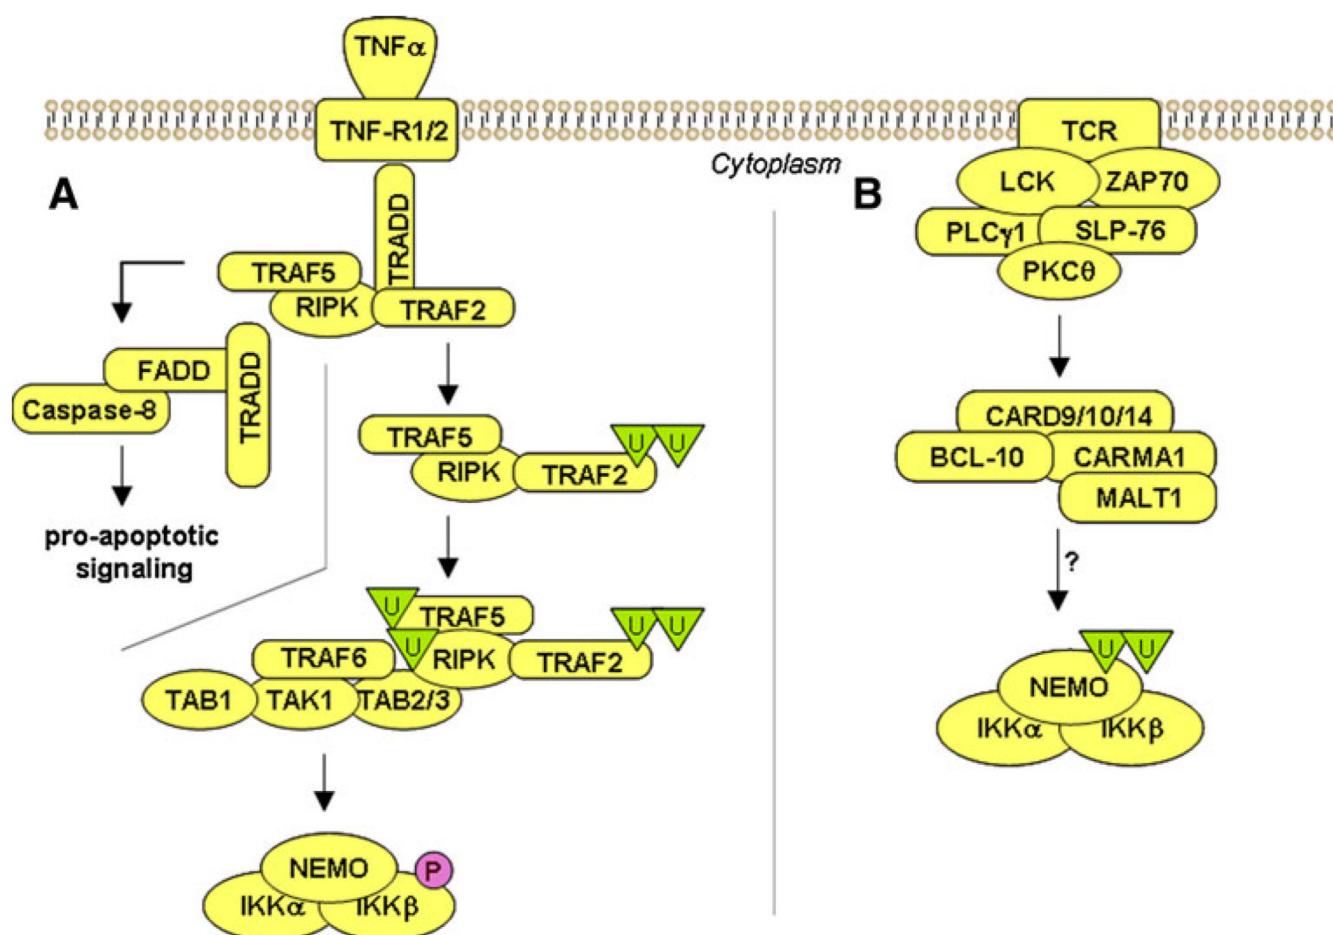 TNFα
TNF-R1/2
TCR
Cytoplasm
A
B
LCK
ZAP70
PLCγ1
SLP-76
PKCθ
TRADD
TRAF5
RIPK
TRAF2
FADD
TRADD
Caspase-8
pro-apoptotic
signaling
TRAF5
RIPK
TRAF2
U
U
CARD9/10/14
BCL-10
CARMA1
MALT1
?
U
TRAF5
U
RIPK
TRAF2
U
U
TRAF6
TAB1
TAK1
TAB2/3
U
U
NEMO
IKKα
IKKβ
NEMO
P
IKKα
IKKβ